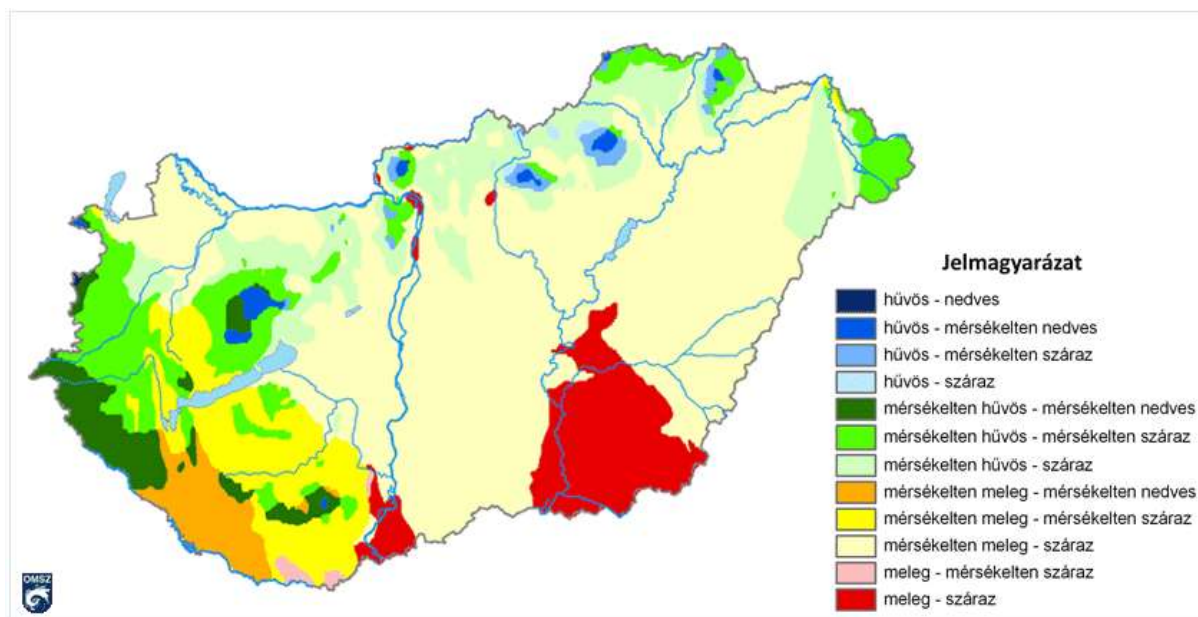 Jelmagyarázat
hűvös - nedves
hűvös - mérsékelten nedves
hűvös - mérsékelten száraz
hűvös - száraz
mérsékelten hűvös - mérsékelten nedves
mérsékelten hűvös - mérsékelten száraz
mérsékelten hűvös - száraz
mérsékelten meleg - mérsékelten nedves
mérsékelten meleg - mérsékelten száraz
mérsékelten meleg - száraz
meleg - mérsékelten száraz
meleg - száraz
OMSZ